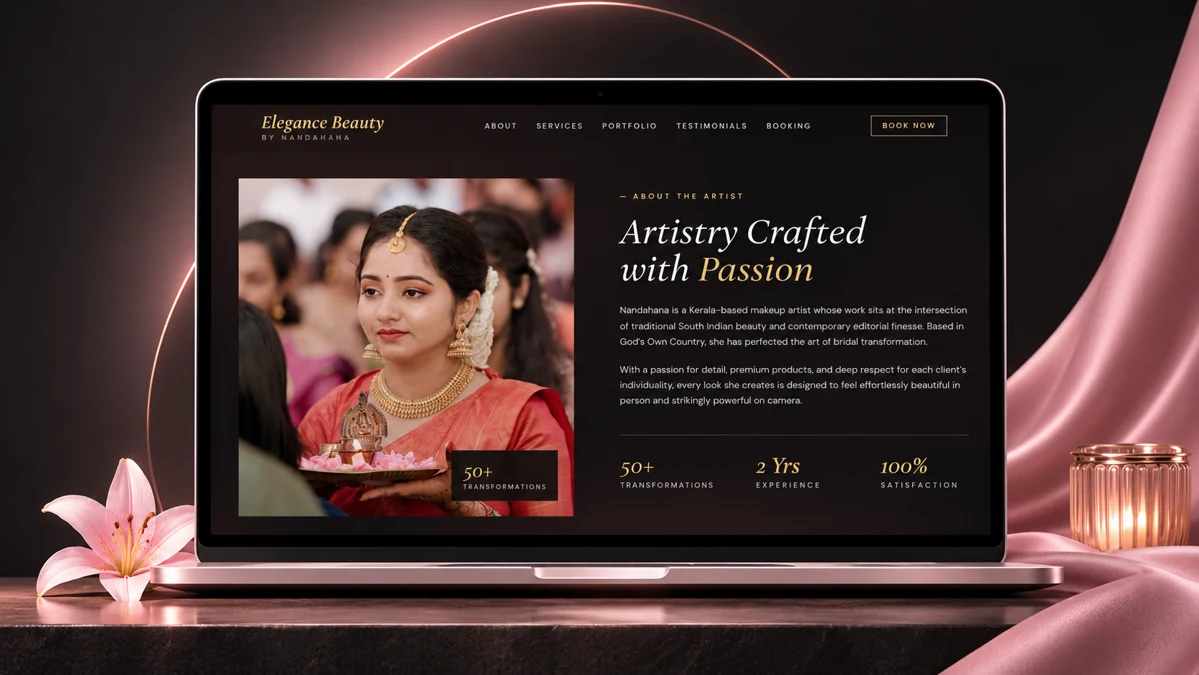 Elegance Beauty
BY NANDAHANA
ABOUT SERVICES PORTFOLIO TESTIMONIALS BOOKING
BOOK NOW
50+
TRANSFORMATIONS
— ABOUT THE ARTIST
Artistry Crafted
with Passion
Nandahana is a Kerala-based makeup artist whose work sits at the intersection
of traditional South Indian beauty and contemporary editorial finesse. Based in
God's Own Country, she has perfected the art of bridal transformation.
With a passion for detail, premium products, and deep respect for each client's
individuality, every look she creates is designed to feel effortlessly beautiful in
person and strikingly powerful on camera.
50+ 2 Yrs 100%
TRANSFORMATIONS EXPERIENCE SATISFACTION